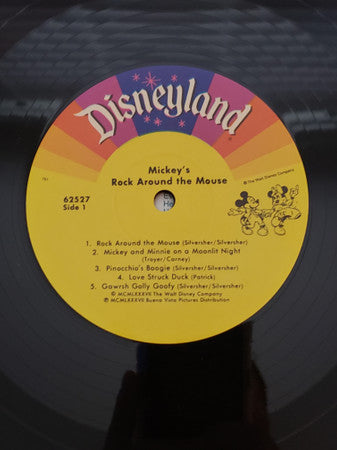 Disneyland
®
Mickey's
Rock Around the Mouse
© The Walt Disney Company
62527
Side 1
1. Rock Around the Mouse (Silversher/Silversher)
2. Mickey and Minnie on a Moonlit Night
(Troyer/Carney)
3. Pinocchio's Boogie (Silversher/Silversher)
4. Love Struck Duck (Patrick)
5. Gawrsh Golly Goofy (Silversher/Silversher)
© MCMLXXXVII The Walt Disney Company
℗ MCMLXXXVII Buena Vista Pictures Distribution